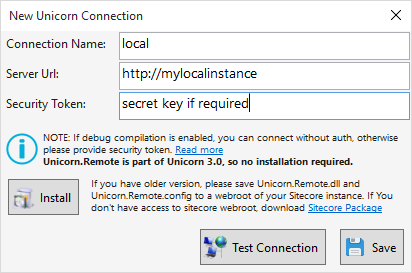 New Unicorn Connection
Connection Name: local
Server Url: http://mylocalinstance
Security Token: secret key if required
NOTE: If debug compilation is enabled, you can connect without auth, otherwise
please provide security token. Read more
Unicorn.Remote is part of Unicorn 3.0, so no installation required.
Install
If you have older version, please save Unicorn.Remote.dll and
Unicorn.Remote.config to a webroot of your Sitecore instance. If You
don't have access to sitecore webroot, download Sitecore Package
Test Connection
Save